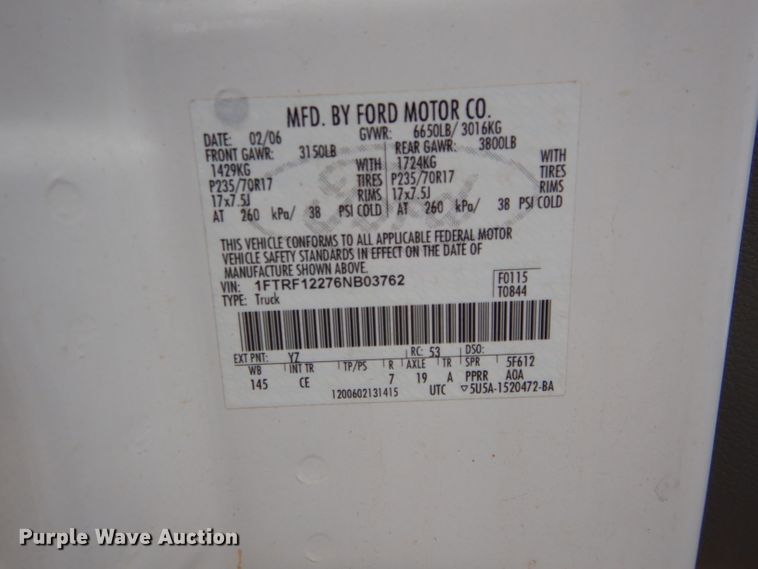 MFD. BY FORD MOTOR CO.
DATE: 02/06 GVWR: 6650LB/ 3016KG
FRONT GAWR: 3150LB REAR GAWR: 3800LB
1429KG WITH 1724KG WITH
P235/70R17 TIRES P235/70R17 TIRES
17x7.5J RIMS 17x7.5J RIMS
AT 260 kPa/ 38 PSI COLD AT 260 kPa/ 38 PSI COLD
THIS VEHICLE CONFORMS TO ALL APPLICABLE FEDERAL MOTOR
VEHICLE SAFETY STANDARDS IN EFFECT ON THE DATE OF
MANUFACTURE SHOWN ABOVE.
VIN: 1FTRF12276NB03762 F0115
TYPE: Truck T0844
EXT PNT: YZ RC: 53 DSO:
WB INT TR TP/PS R AXLE TR SPR 5F612
145 CE 7 19 A PPRR A0A
1200602131415 UTC ▽5U5A-1520472-BA
Purple Wave Auction